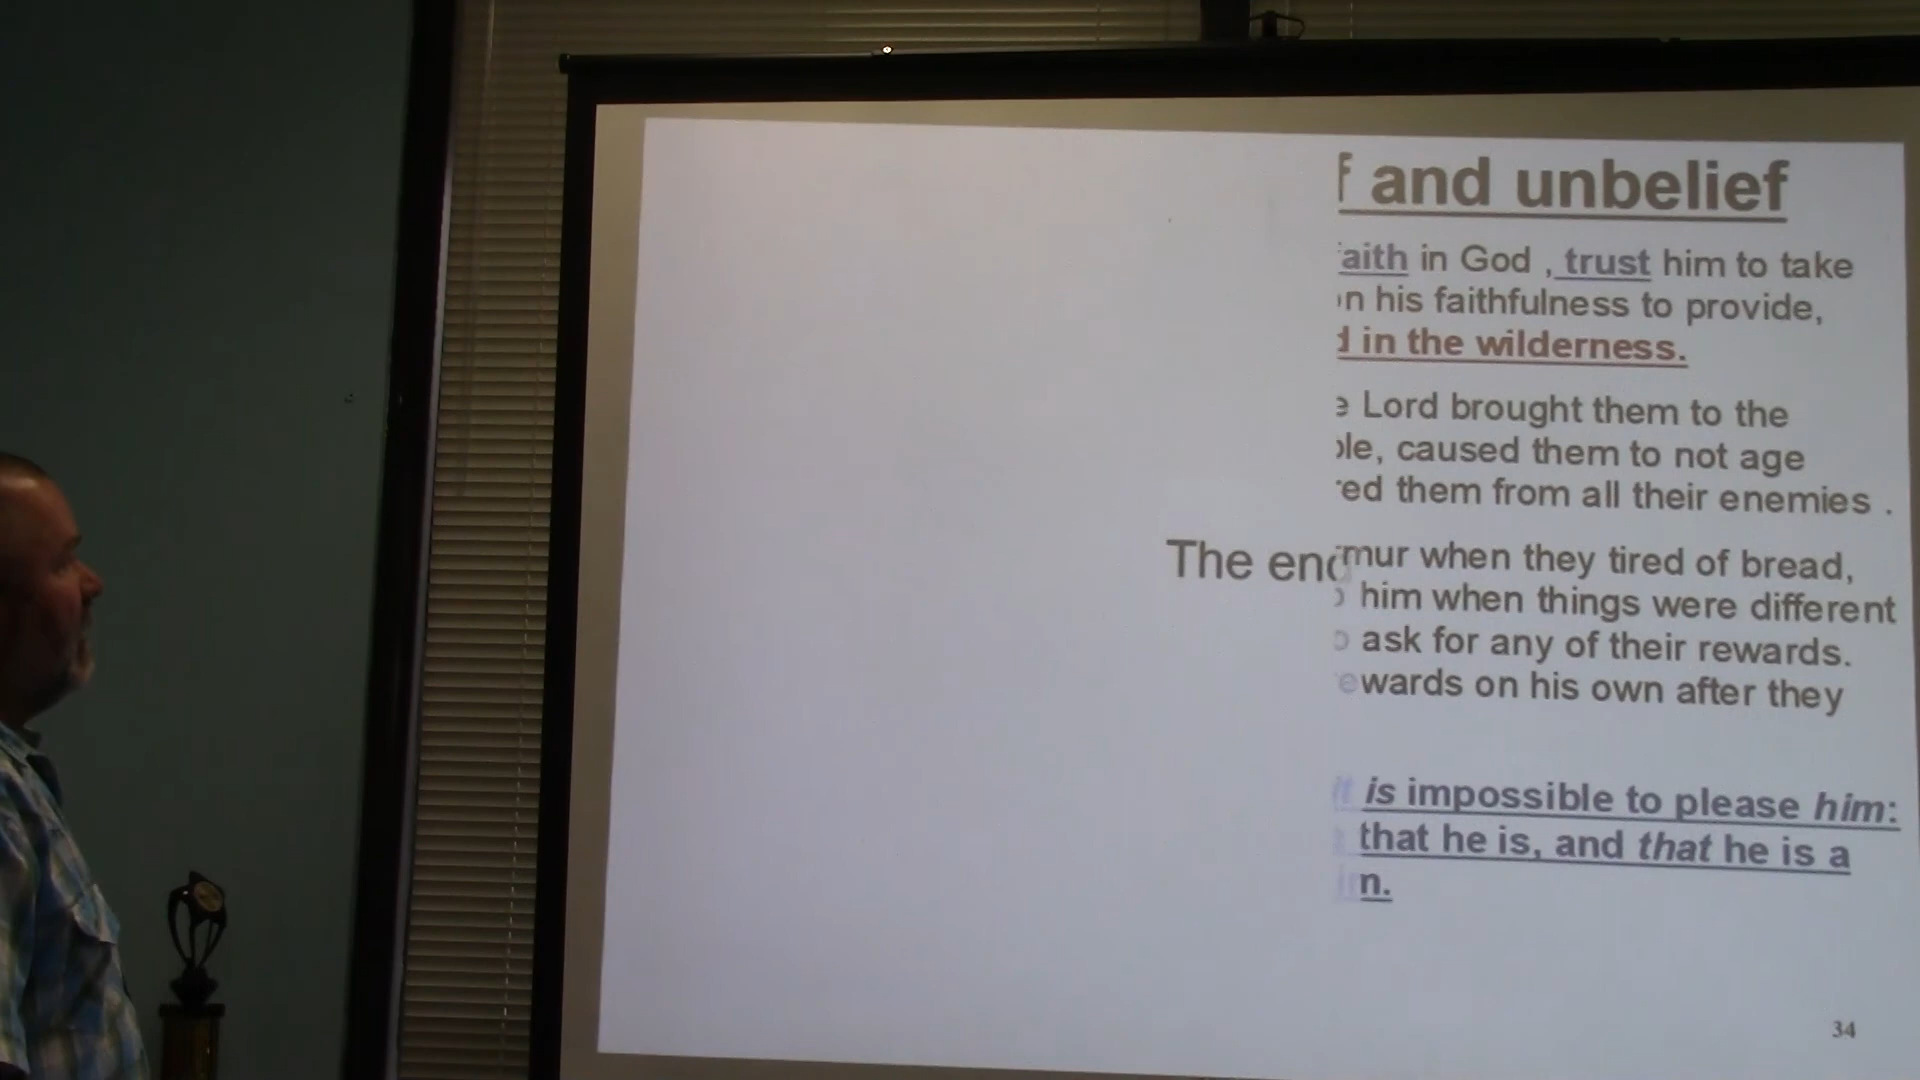 and unbelief
aith in God , trust him to take
n his faithfulness to provide,
d in the wilderness.
e Lord brought them to the
ble, caused them to not age
red them from all their enemies .
The end
mur when they tired of bread,
him when things were different
o ask for any of their rewards.
ewards on his own after they
it is impossible to please him:
that he is, and that he is a
n.
34